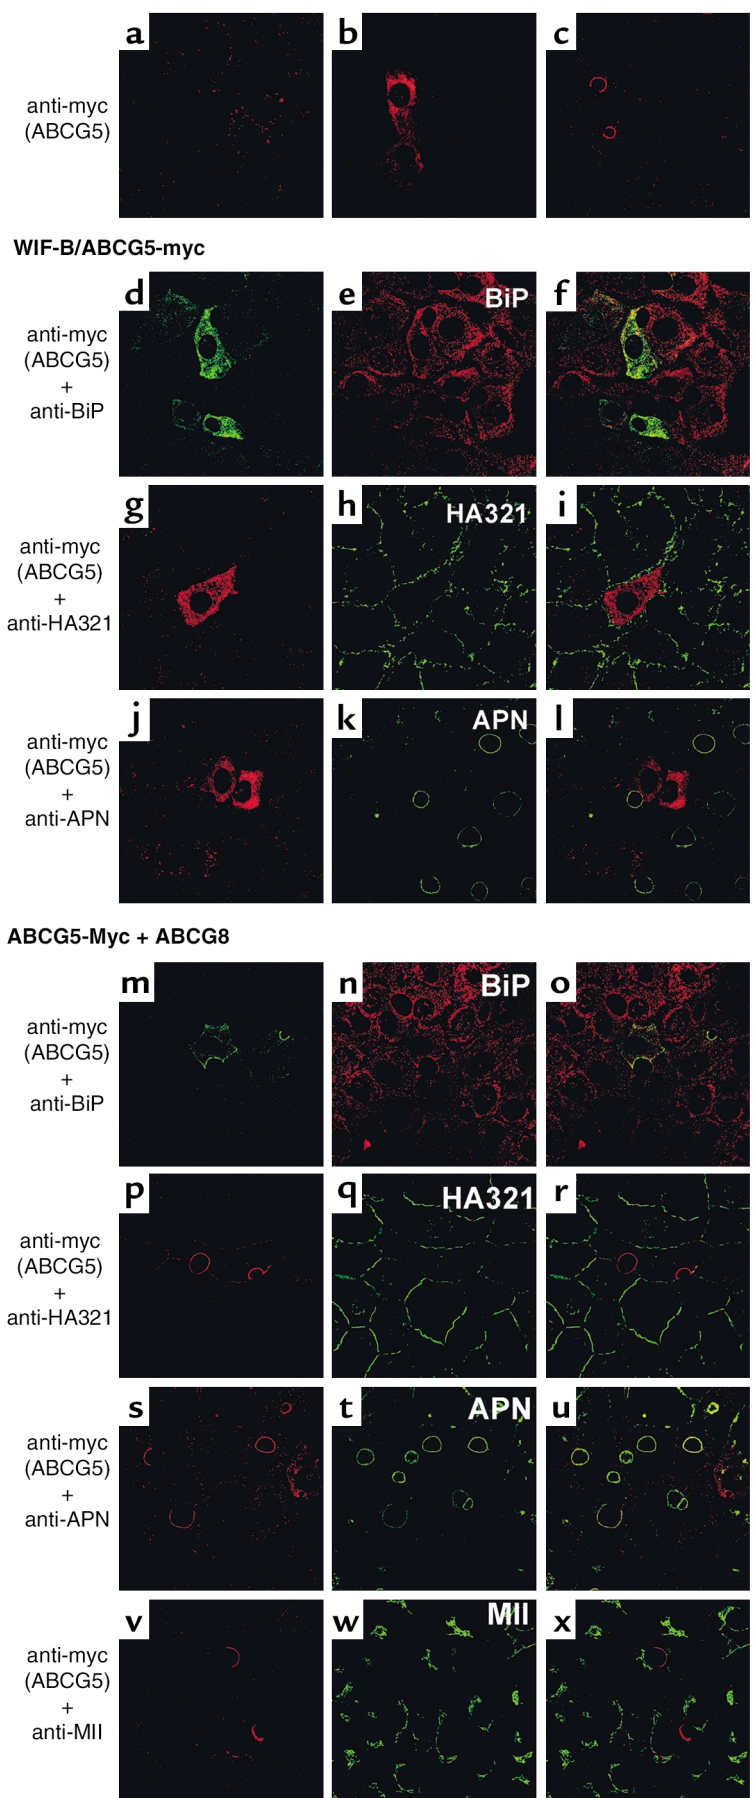 a
b
c
anti-myc
(ABCG5)
WIF-B/ABCG5-myc
d
e
BiP
f
anti-myc
(ABCG5)
+
anti-BiP
g
h
HA321
i
anti-myc
(ABCG5)
+
anti-HA321
j
k
APN
l
anti-myc
(ABCG5)
+
anti-APN
ABCG5-Myc + ABCG8
m
n
BiP
o
anti-myc
(ABCG5)
+
anti-BiP
p
q
HA321
r
anti-myc
(ABCG5)
+
anti-HA321
s
t
APN
u
anti-myc
(ABCG5)
+
anti-APN
v
w
MII
x
anti-myc
(ABCG5)
+
anti-MII